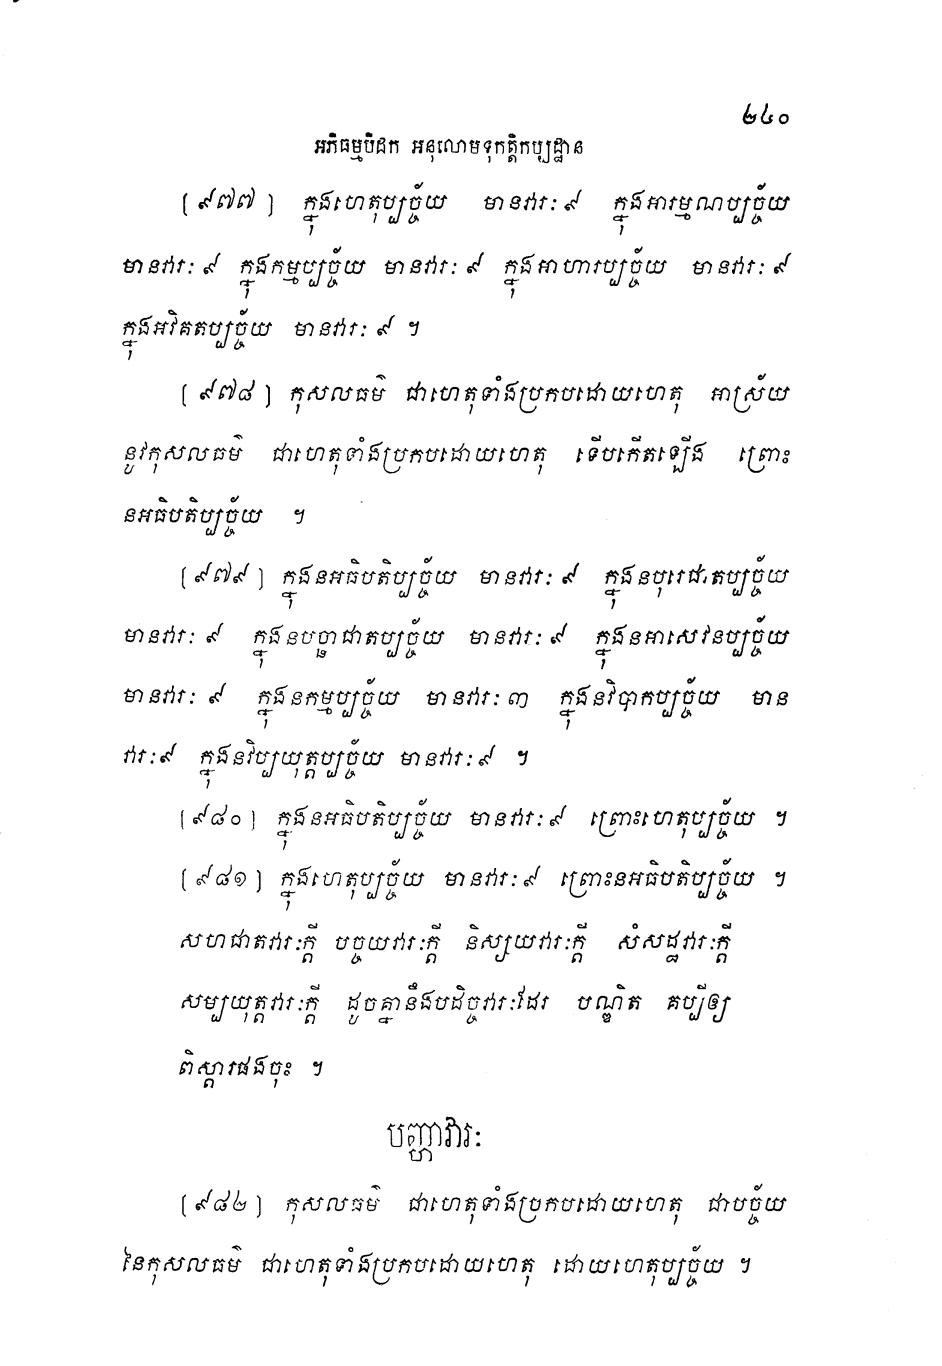 ២៤០
អភិធម្មបិដក អនុលោមទុកត្តិកប្បដ្ឋាន
[៩៧៧] ក្នុងហេតុប្បច្ច័យ មានវារៈ ៩ ក្នុងអារម្មណប្បច្ច័យ
មានវារៈ ៩ ក្នុងកម្មប្បច្ច័យ មានវារៈ ៩ ក្នុងអាហារប្បច្ច័យ មានវារៈ ៩
ក្នុងអវិគតប្បច្ច័យ មានវារៈ ៩ ។
[៩៧៨] កុសលធម៌ ជាហេតុទាំងប្រកបដោយហេតុ អាស្រ័យ
នូវកុសលធម៌ ជាហេតុទាំងប្រកបដោយហេតុ ទើបកើតឡើង ព្រោះ
នអធិបតិប្បច្ច័យ ។
[៩៧៩] ក្នុងនអធិបតិប្បច្ច័យ មានវារៈ ៩ ក្នុងនបុរេជាតប្បច្ច័យ
មានវារៈ ៩ ក្នុងនបច្ឆាជាតប្បច្ច័យ មានវារៈ ៩ ក្នុងនអាសេវនប្បច្ច័យ
មានវារៈ ៩ ក្នុងនកម្មប្បច្ច័យ មានវារៈ ៣ ក្នុងនវិបាកប្បច្ច័យ មាន
វារៈ ៩ ក្នុងនវិប្បយុត្តប្បច្ច័យ មានវារៈ ៩ ។
[៩៨០] ក្នុងនអធិបតិប្បច្ច័យ មានវារៈ ៩ ព្រោះហេតុប្បច្ច័យ ។
[៩៨១] ក្នុងហេតុប្បច្ច័យ មានវារៈ ៩ ព្រោះនអធិបតិប្បច្ច័យ ។
សហជាតវារៈក្តី បច្ចយវារៈក្តី និស្សយវារៈក្តី សំសដ្ឋវារៈក្តី
សម្បយុត្តវារៈក្តី ដូចគ្នានឹងបដិច្ចវារៈដែរ បណ្ឌិត គប្បីឲ្យ
ពិស្តារផងចុះ ។
បញ្ហាវារៈ
[៩៨២] កុសលធម៌ ជាហេតុទាំងប្រកបដោយហេតុ ជាបច្ច័យ
នៃកុសលធម៌ ជាហេតុទាំងប្រកបដោយហេតុ ដោយហេតុប្បច្ច័យ ។